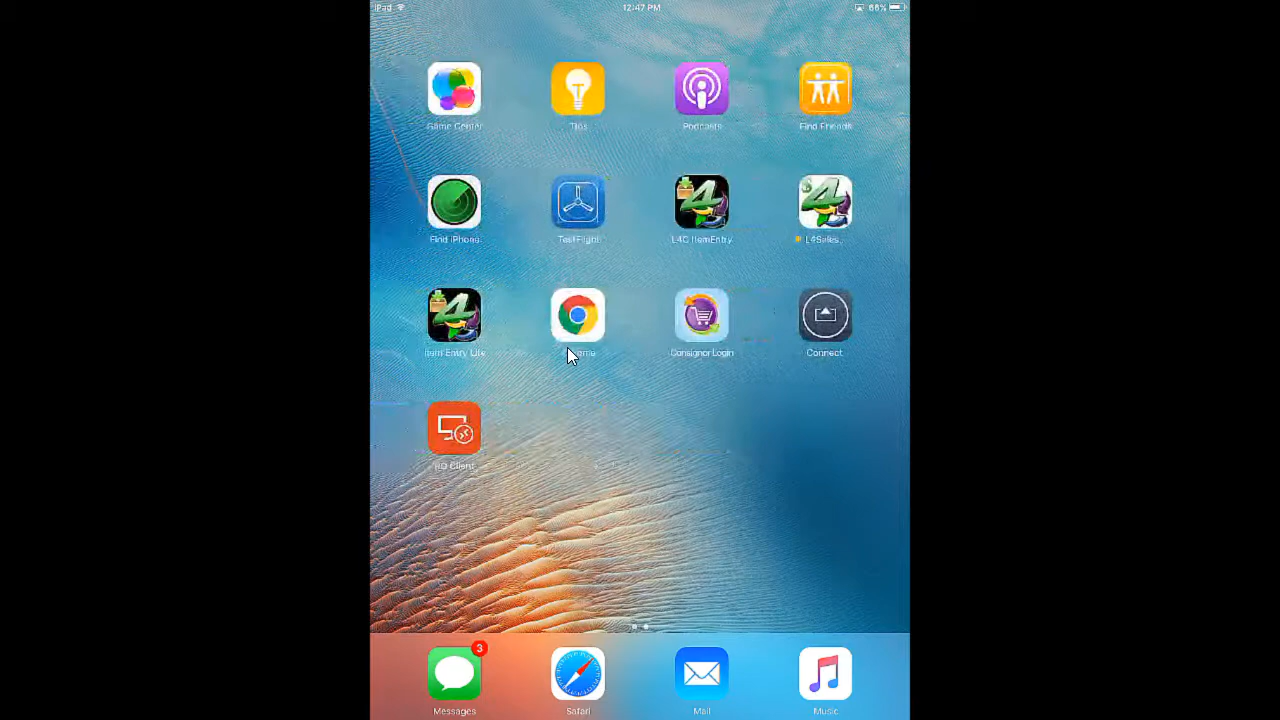 iPad 12:47 PM 66%
Game Center Tips Podcasts Find Friends
Find iPhone TestFlight L4C ItemEntry L4Sales...
Item Entry Lite Consignor Login Connect
RD Client
3
Messages Safari Mail Music